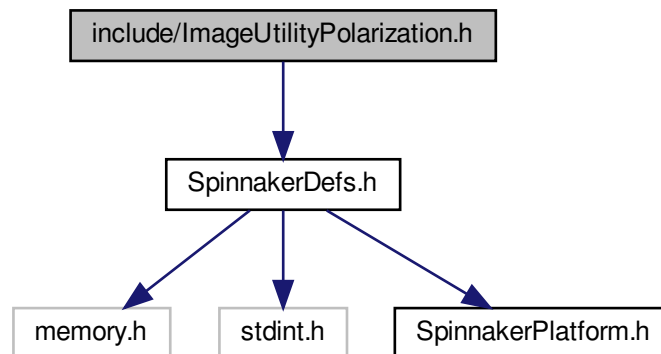 include/ImageUtilityPolarization.h
SpinnakerDefs.h
memory.h
stdint.h
SpinnakerPlatform.h